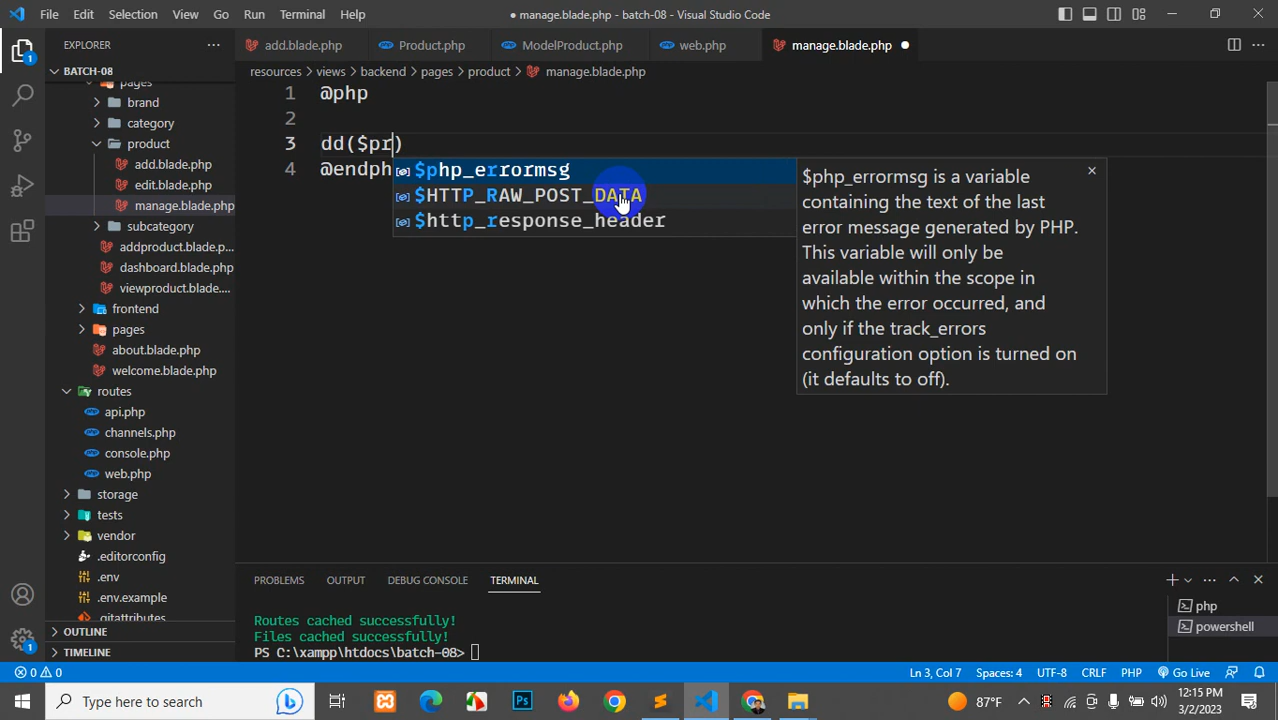 File Edit Selection View Go Run Terminal Help
● manage.blade.php - batch-08 - Visual Studio Code
EXPLORER
add.blade.php
Product.php
ModelProduct.php
web.php
manage.blade.php
BATCH-08
resources > views > backend > pages > product > manage.blade.php
pages
brand
category
product
add.blade.php
edit.blade.php
manage.blade.php
subcategory
addproduct.blade.p...
dashboard.blade.php
viewproduct.blade....
frontend
pages
about.blade.php
welcome.blade.php
routes
api.php
channels.php
console.php
web.php
storage
tests
vendor
.editorconfig
.env
.env.example
.gitattributes
OUTLINE
TIMELINE
1 @php
2
3 dd($pr)
4 @endph
$php_errormsg
$HTTP_RAW_POST_DATA
$http_response_header
$php_errormsg is a variable
containing the text of the last
error message generated by PHP.
This variable will only be
available within the scope in
which the error occurred, and
only if the track_errors
configuration option is turned on
(it defaults to off).
PROBLEMS OUTPUT DEBUG CONSOLE TERMINAL
Routes cached successfully!
Files cached successfully!
PS C:\xampp\htdocs\batch-08>
php
powershell
0 0
Ln 3, Col 7 Spaces: 4 UTF-8 CRLF PHP Go Live
Type here to search
87°F
12:15 PM
3/2/2023